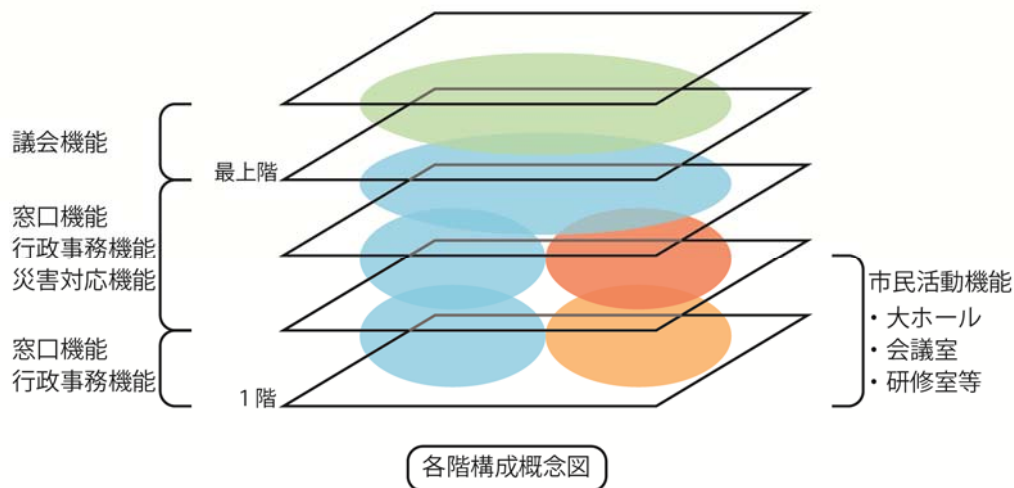 議会機能
最上階
窓口機能
行政事務機能
災害対応機能
窓口機能
行政事務機能
1階
市民活動機能
・大ホール
・会議室
・研修室等
各階構成概念図